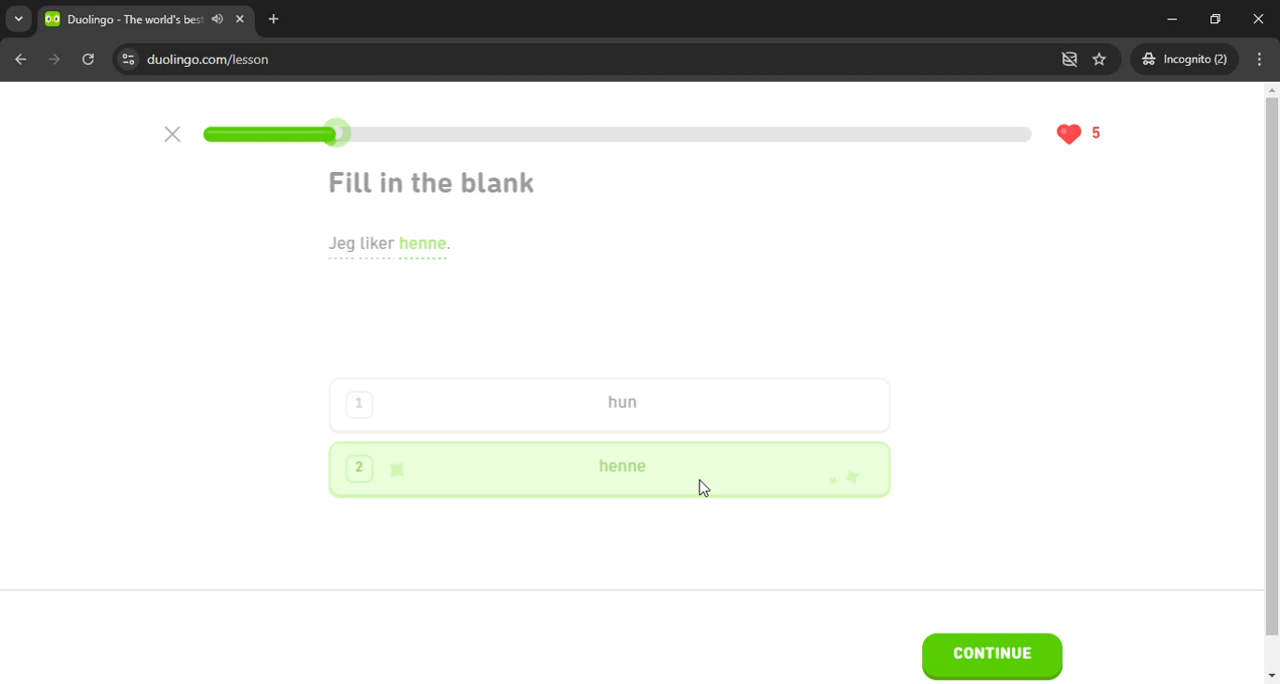 Duolingo - The world's best
duolingo.com/lesson
Incognito (2)
5
Fill in the blank
Jeg liker henne.
1 hun
2 henne
CONTINUE